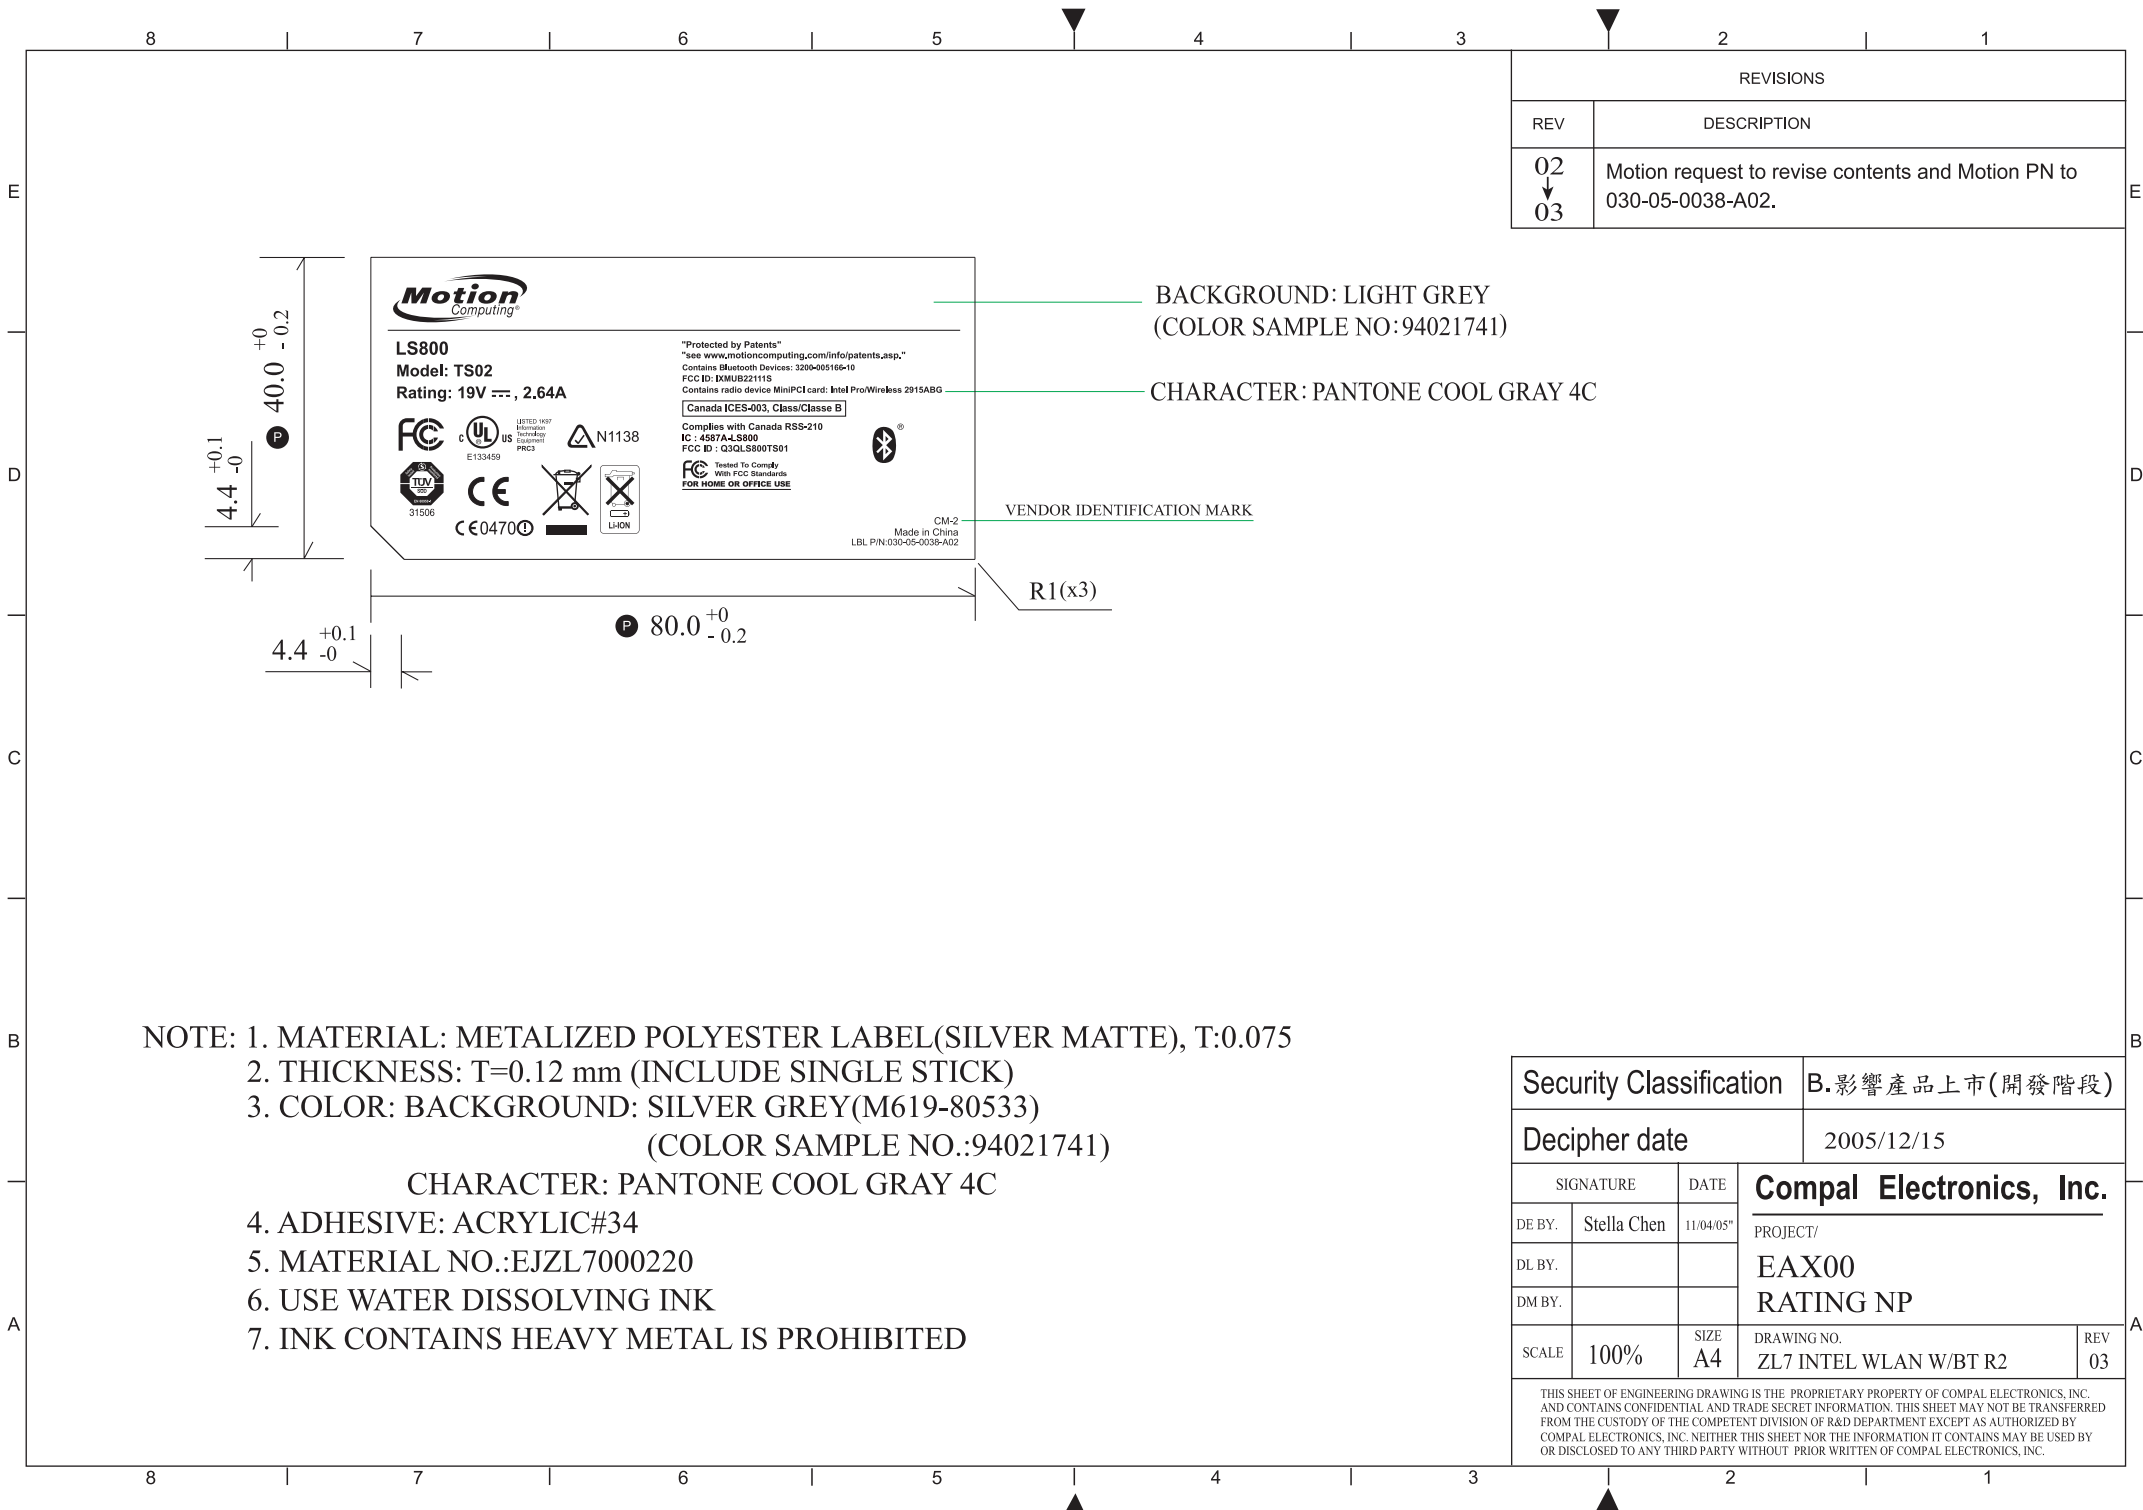 8 7 6 5 4 3 2 1
REVISIONS
REV DESCRIPTION
02
03
Motion request to revise contents and Motion PN to
030-05-0038-A02.
E E
D D
C C
B B
A A
Motion
Computing®
LS800
Model: TS02
Rating: 19V , 2.64A
FC
C UL US
®
E133459
LISTED 1K97
Information
Technology
Equipment
PRC3
N1138
TUV
31506
CE
CE0470
Li-ION
"Protected by Patents"
"see www.motioncomputing.com/info/patents.asp."
Contains Bluetooth Devices: 3200-005166-10
FCC ID: IXMUB22111S
Contains radio device MiniPCI card: Intel Pro/Wireless 2915ABG
Canada ICES-003, Class/Classe B
Complies with Canada RSS-210
IC : 4587A-LS800
FCC ID : Q3QLS800TS01
FC Tested To Comply
With FCC Standards
FOR HOME OR OFFICE USE
®
CM-2
Made in China
LBL P/N:030-05-0038-A02
BACKGROUND: LIGHT GREY
(COLOR SAMPLE NO:94021741)
CHARACTER: PANTONE COOL GRAY 4C
VENDOR IDENTIFICATION MARK
R1(x3)
P 40.0 +0 - 0.2
4.4 +0.1 -0
P 80.0 +0 - 0.2
4.4 +0.1 -0
NOTE: 1. MATERIAL: METALIZED POLYESTER LABEL(SILVER MATTE), T:0.075
2. THICKNESS: T=0.12 mm (INCLUDE SINGLE STICK)
3. COLOR: BACKGROUND: SILVER GREY(M619-80533)
(COLOR SAMPLE NO.:94021741)
CHARACTER: PANTONE COOL GRAY 4C
4. ADHESIVE: ACRYLIC#34
5. MATERIAL NO.:EJZL7000220
6. USE WATER DISSOLVING INK
7. INK CONTAINS HEAVY METAL IS PROHIBITED
Security Classification B.影響產品上市(開發階段)
Decipher date 2005/12/15
SIGNATURE DATE
Compal Electronics, Inc.
DE BY. Stella Chen 11/04/05"
DL BY.
DM BY.
PROJECT/
EAX00
RATING NP
SCALE 100%
SIZE
A4
DRAWING NO.
ZL7 INTEL WLAN W/BT R2
REV
03
THIS SHEET OF ENGINEERING DRAWING IS THE PROPRIETARY PROPERTY OF COMPAL ELECTRONICS, INC.
AND CONTAINS CONFIDENTIAL AND TRADE SECRET INFORMATION. THIS SHEET MAY NOT BE TRANSFERRED
FROM THE CUSTODY OF THE COMPETENT DIVISION OF R&D DEPARTMENT EXCEPT AS AUTHORIZED BY
COMPAL ELECTRONICS, INC. NEITHER THIS SHEET NOR THE INFORMATION IT CONTAINS MAY BE USED BY
OR DISCLOSED TO ANY THIRD PARTY WITHOUT PRIOR WRITTEN OF COMPAL ELECTRONICS, INC.
8 7 6 5 4 3 2 1